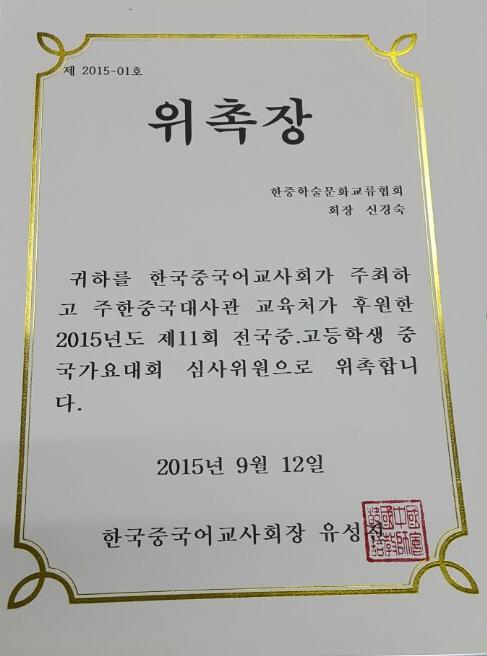 제 2015-01호
위촉장
한중학술문화교류협회
회장 신경숙
귀하를 한국중국어교사회가 주최하
고 주한중국대사관 교육처가 후원한
2015년도 제11회 전국중.고등학생 중
국가요대회 심사위원으로 위촉합니
다.
2015년 9월 12일
한국중국어교사회장 유성진